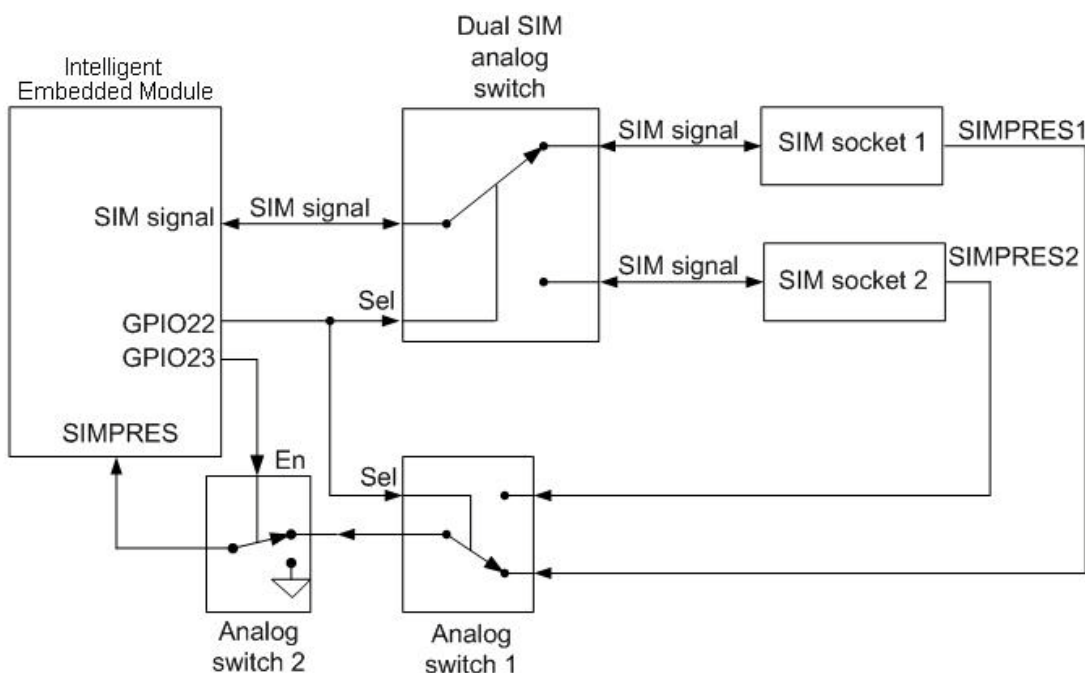 Dual SIM
analog
switch
Intelligent
Embedded Module
SIM signal
SIM socket 1
SIMPRES1
SIM signal
SIM signal
SIM signal
SIM socket 2
SIMPRES2
Sel
GPIO22
GPIO23
SIMPRES
En
Sel
Analog
switch 2
Analog
switch 1